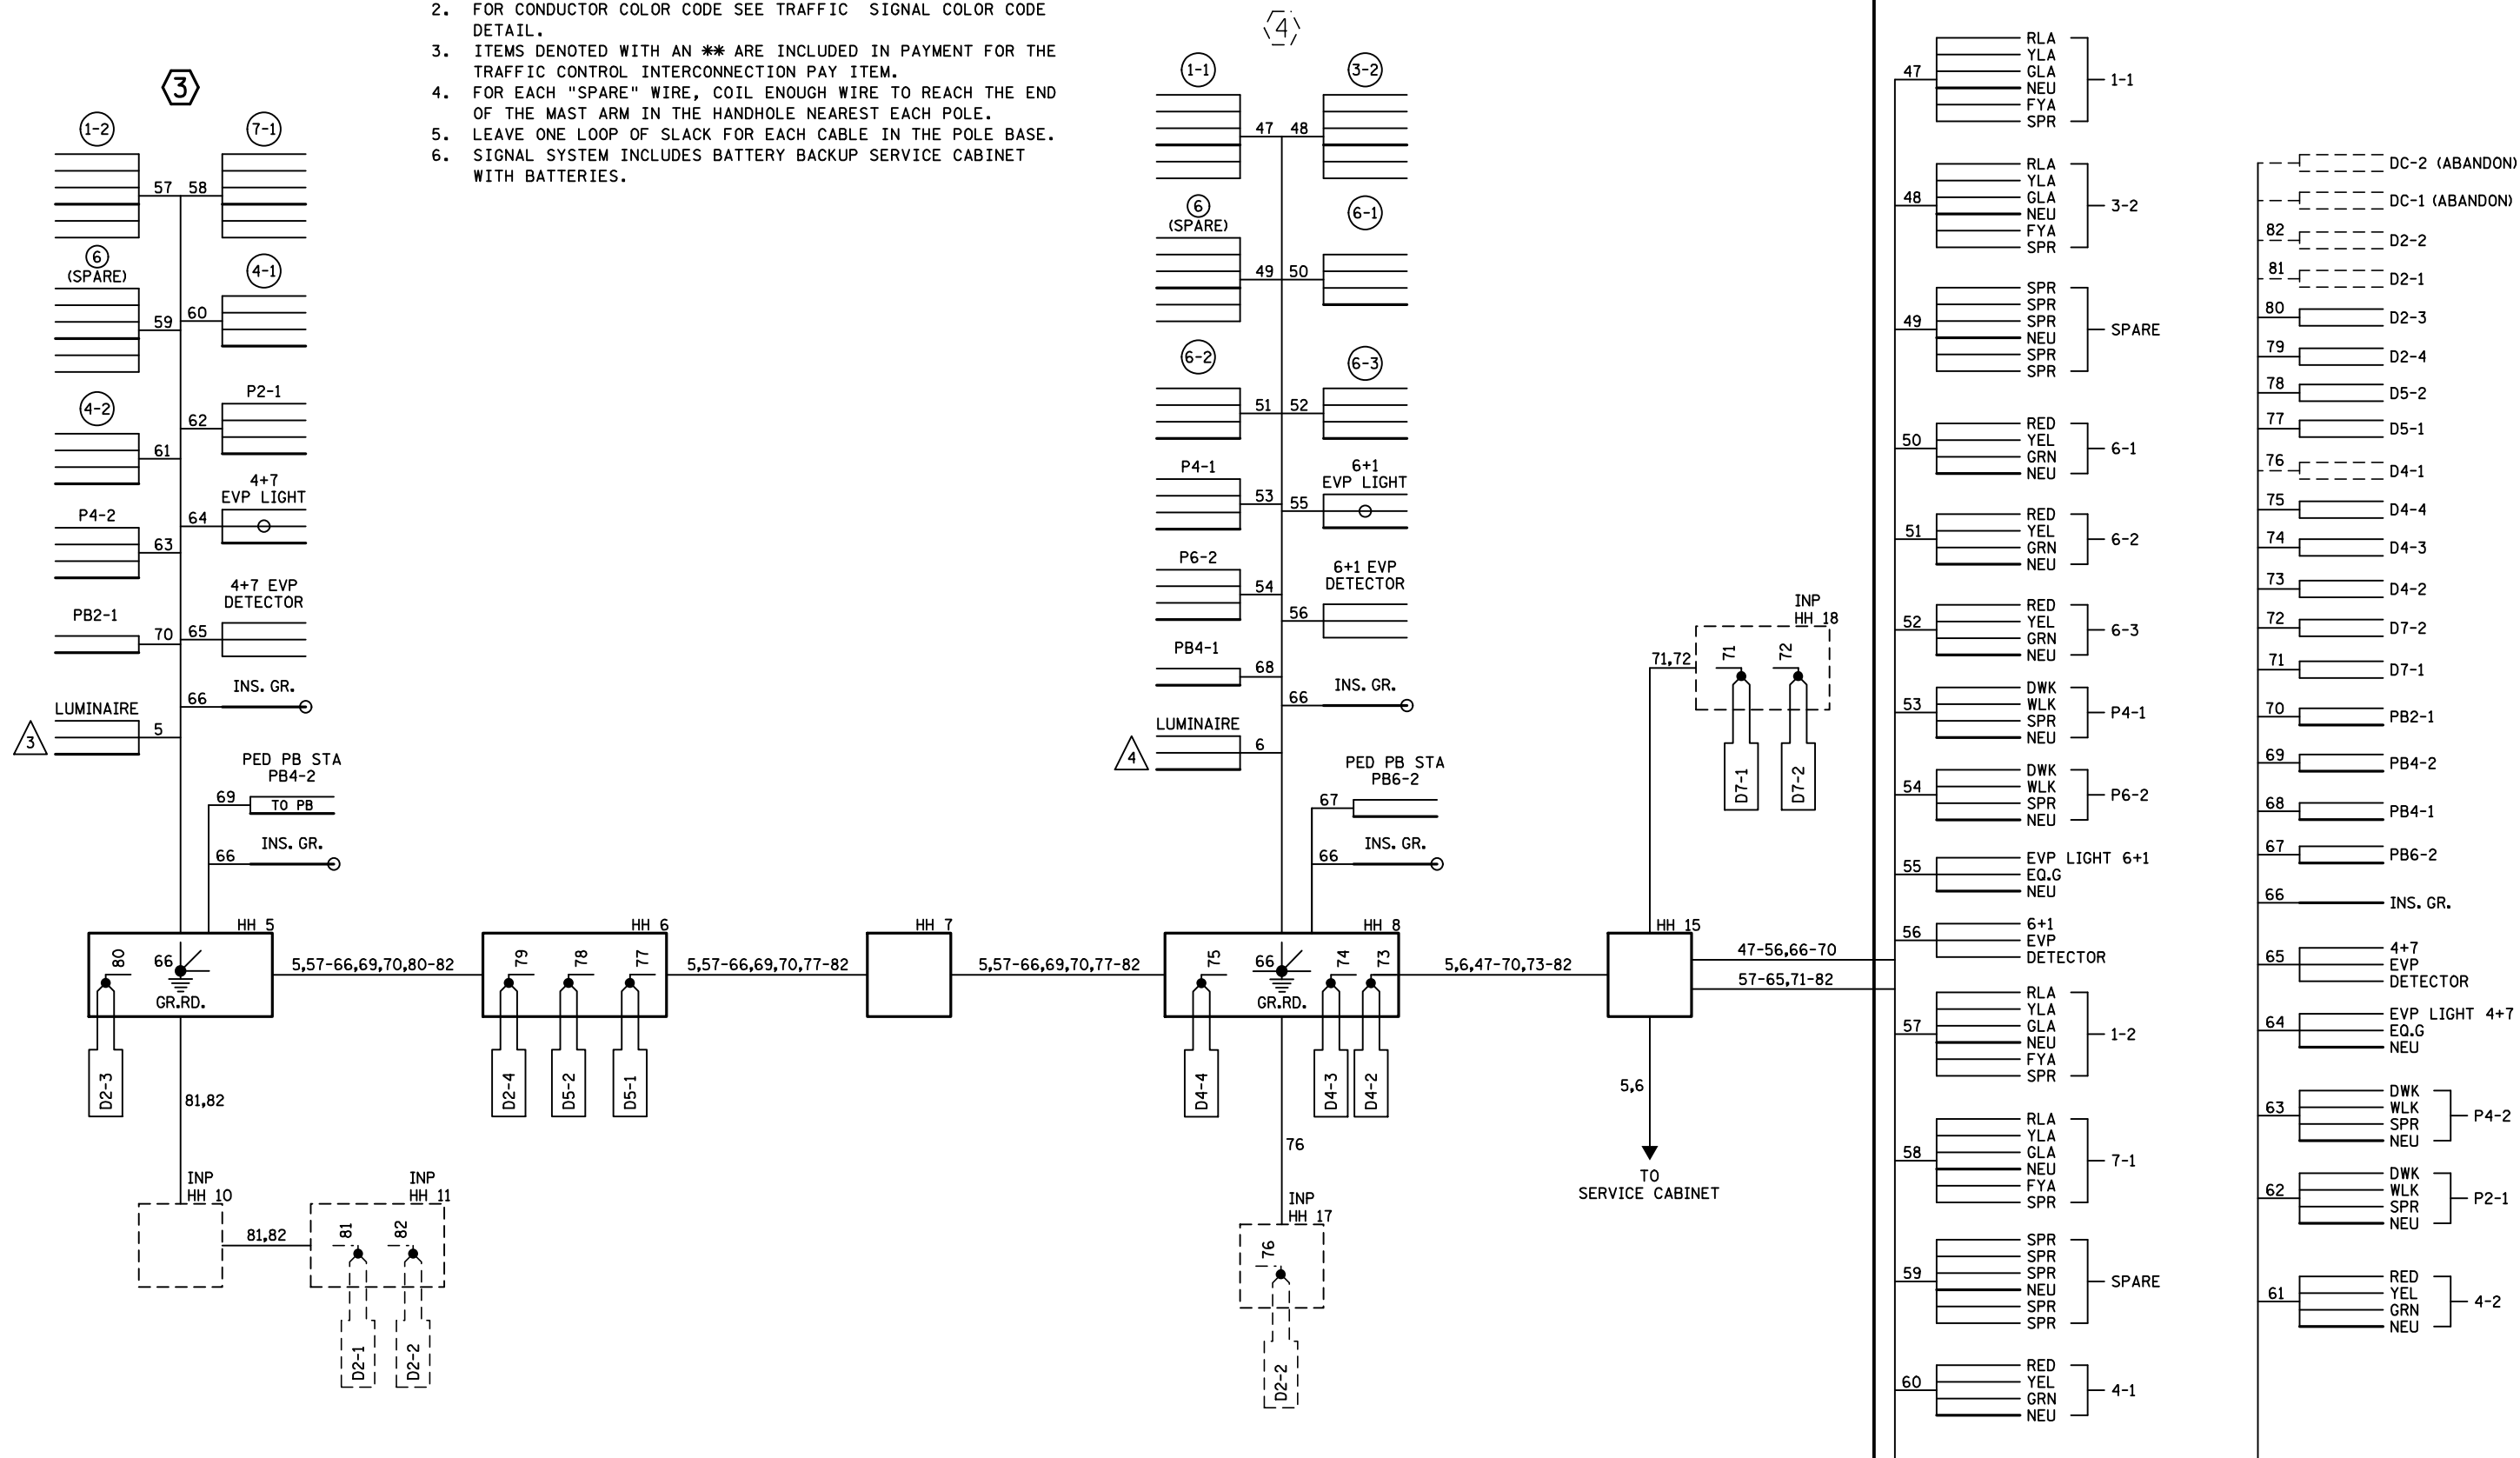 2. FOR CONDUCTOR COLOR CODE SEE TRAFFIC SIGNAL COLOR CODE
DETAIL.
3. ITEMS DENOTED WITH AN ** ARE INCLUDED IN PAYMENT FOR THE
TRAFFIC CONTROL INTERCONNECTION PAY ITEM.
4. FOR EACH "SPARE" WIRE, COIL ENOUGH WIRE TO REACH THE END
OF THE MAST ARM IN THE HANDHOLE NEAREST EACH POLE.
5. LEAVE ONE LOOP OF SLACK FOR EACH CABLE IN THE POLE BASE.
6. SIGNAL SYSTEM INCLUDES BATTERY BACKUP SERVICE CABINET
WITH BATTERIES.
3
1-2
7-1
57 58
6
(SPARE)
4-1
59
60
4-2
P2-1
61
62
P4-2
4+7
EVP LIGHT
63
64
PB2-1
4+7 EVP
DETECTOR
70 65
INS. GR.
66
LUMINAIRE
3
5
PED PB STA
PB4-2
69
TO PB
INS. GR.
66
HH 5
80
66
GR.RD.
D2-3
5,57-66,69,70,80-82
81,82
INP
HH 10
81,82
INP
HH 11
81
82
D2-1
D2-2
HH 6
79
78
77
D2-4
D5-2
D5-1
5,57-66,69,70,77-82
HH 7
5,57-66,69,70,77-82
4
1-1
3-2
47 48
6
(SPARE)
6-1
49 50
6-2
6-3
51 52
P4-1
6+1
EVP LIGHT
53
55
P6-2
6+1 EVP
DETECTOR
54
56
PB4-1
68
INS. GR.
66
LUMINAIRE
4
6
PED PB STA
PB6-2
67
INS. GR.
66
HH 8
75
66
GR.RD.
74
73
D4-4
D4-3
D4-2
76
INP
HH 17
76
D2-2
5,6,47-70,73-82
HH 15
71,72
INP
HH 18
71
72
D7-1
D7-2
47-56,66-70
57-65,71-82
5,6
TO
SERVICE CABINET
47
RLA
YLA
GLA
NEU
FYA
SPR
1-1
48
RLA
YLA
GLA
NEU
FYA
SPR
3-2
49
SPR
SPR
SPR
NEU
SPR
SPR
SPARE
50
RED
YEL
GRN
NEU
6-1
51
RED
YEL
GRN
NEU
6-2
52
RED
YEL
GRN
NEU
6-3
53
DWK
WLK
SPR
NEU
P4-1
54
DWK
WLK
SPR
NEU
P6-2
55
EVP LIGHT 6+1
EQ.G
NEU
56
6+1
EVP
DETECTOR
57
RLA
YLA
GLA
NEU
FYA
SPR
1-2
58
RLA
YLA
GLA
NEU
FYA
SPR
7-1
59
SPR
SPR
SPR
NEU
SPR
SPR
SPARE
60
RED
YEL
GRN
NEU
4-1
DC-2 (ABANDON)
DC-1 (ABANDON)
82
D2-2
81
D2-1
80
D2-3
79
D2-4
78
D5-2
77
D5-1
76
D4-1
75
D4-4
74
D4-3
73
D4-2
72
D7-2
71
D7-1
70
PB2-1
69
PB4-2
68
PB4-1
67
PB6-2
66
INS. GR.
65
4+7
EVP
DETECTOR
64
EVP LIGHT 4+7
EQ.G
NEU
63
DWK
WLK
SPR
NEU
P4-2
62
DWK
WLK
SPR
NEU
P2-1
61
RED
YEL
GRN
NEU
4-2